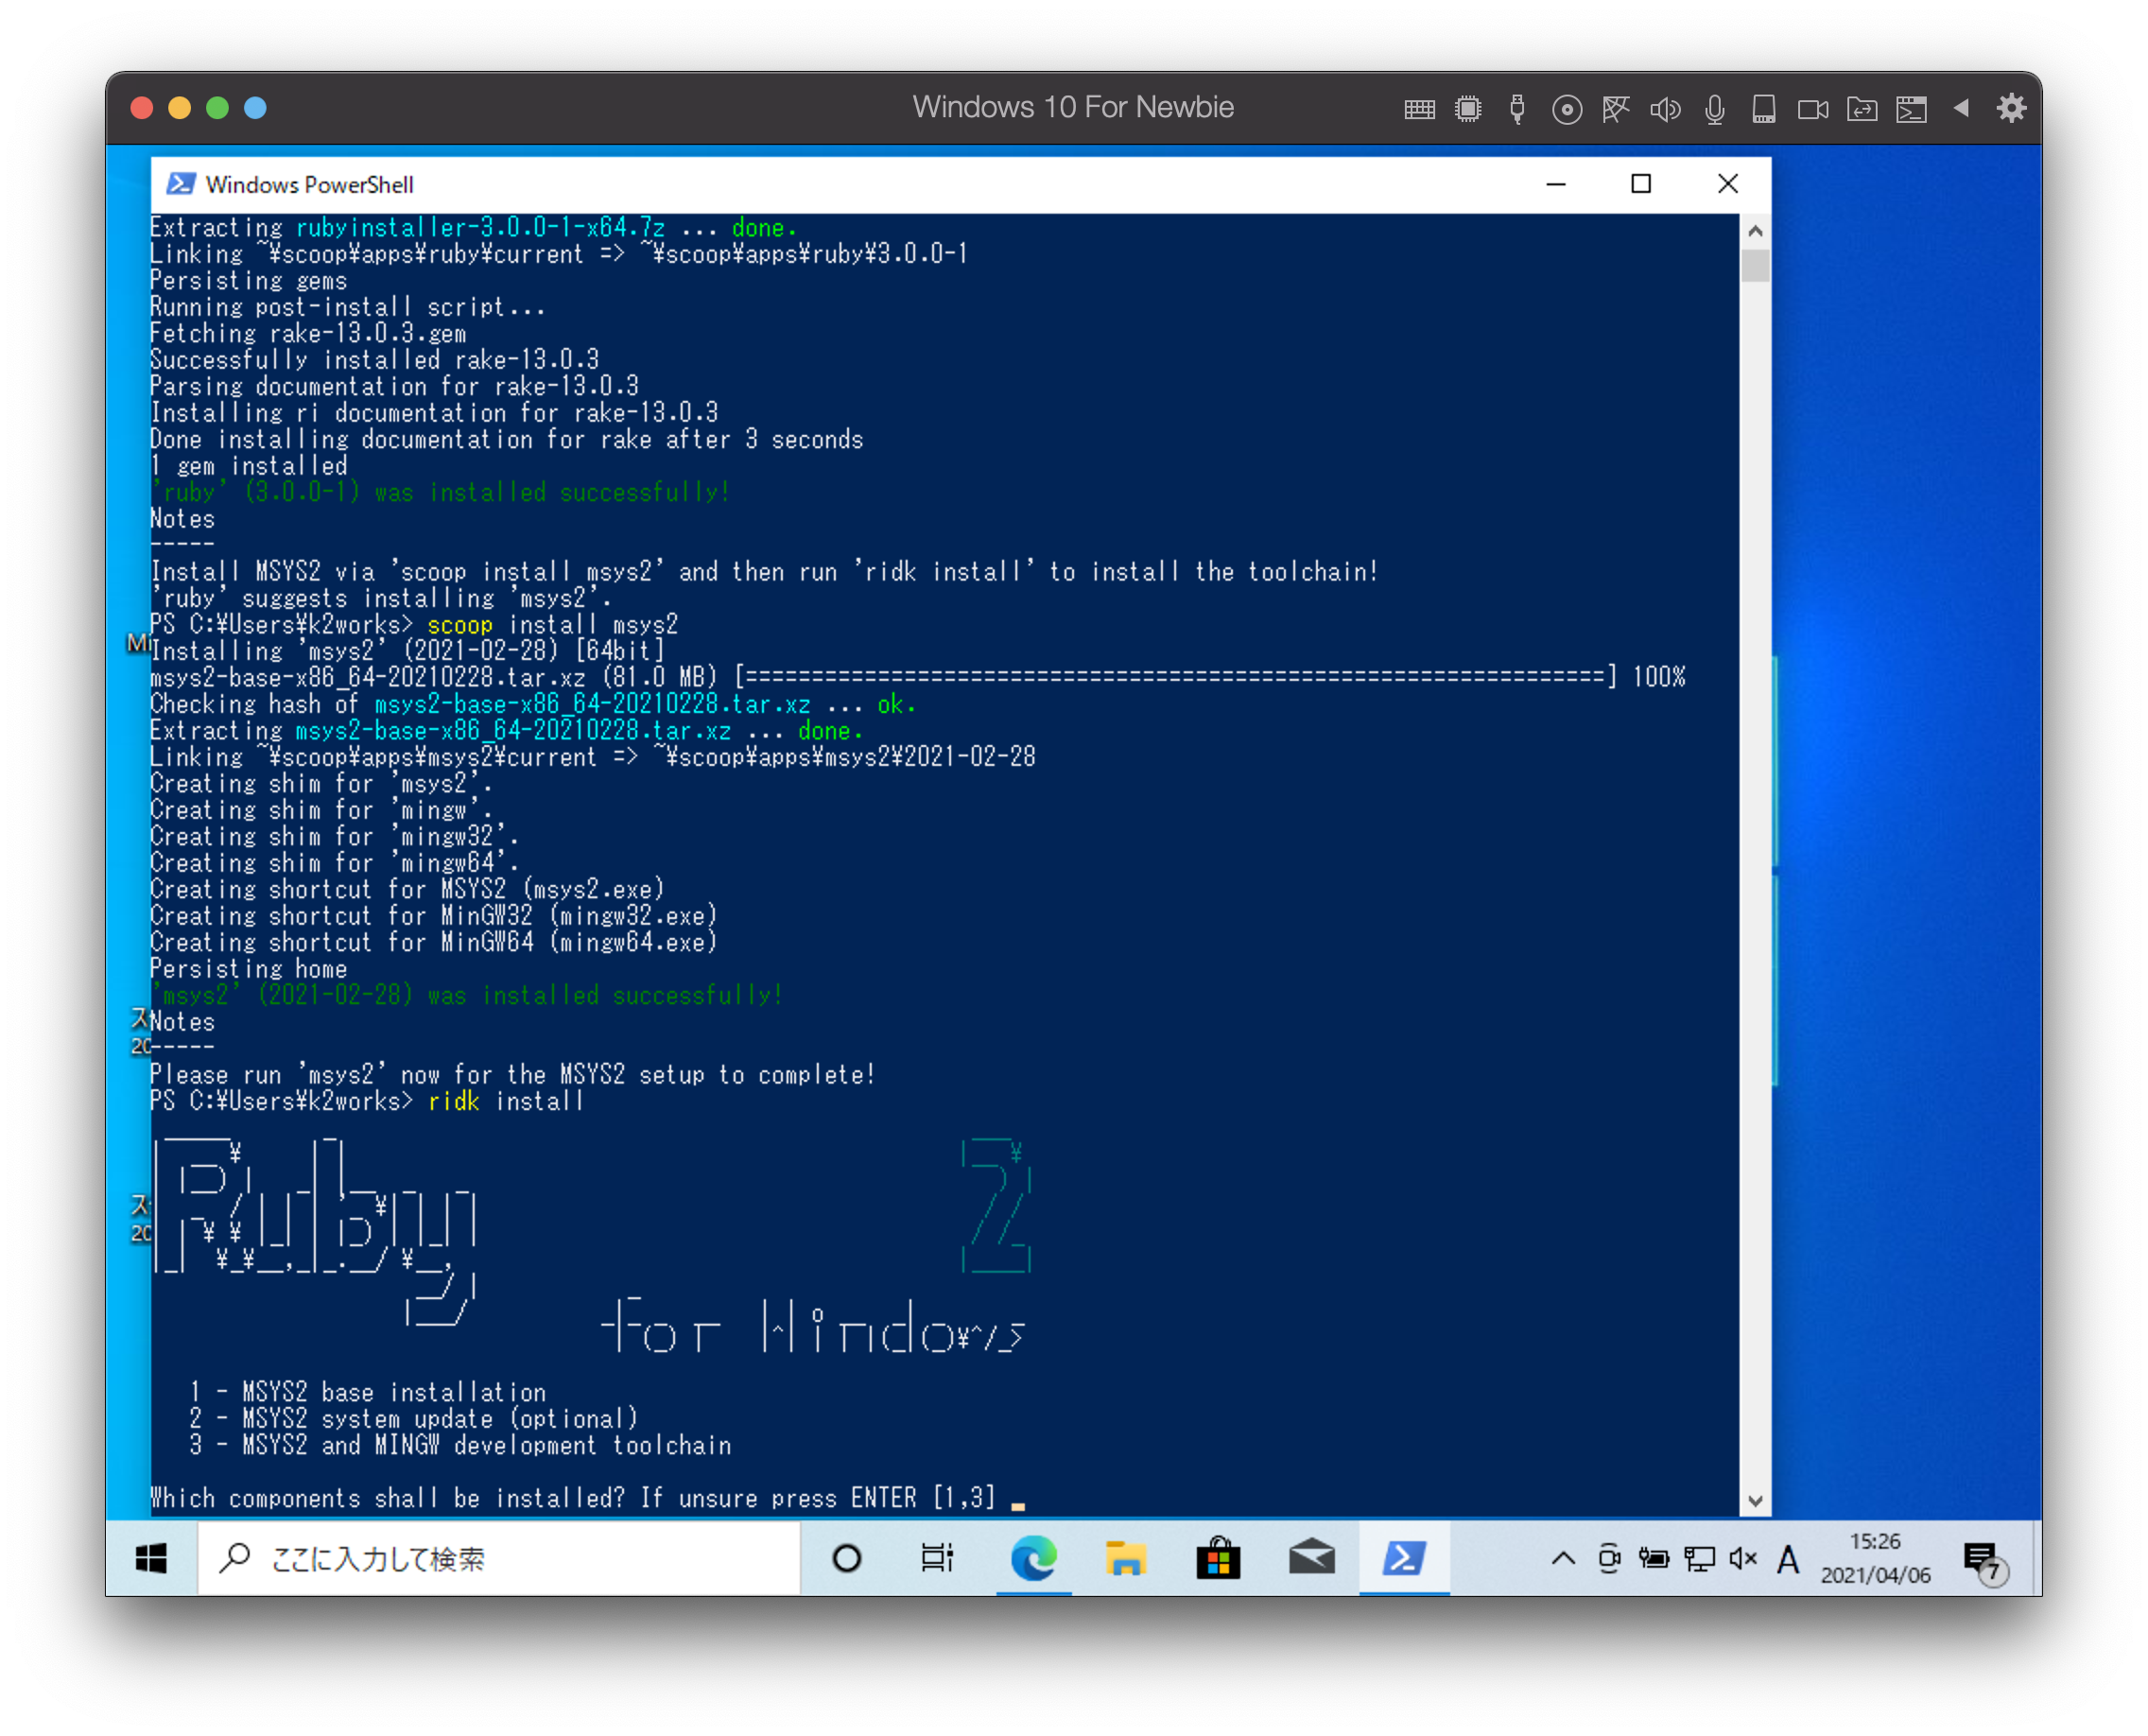 Windows 10 For Newbie
Windows PowerShell
Extracting rubyinstaller-3.0.0-1-x64.7z ... done.
Linking ~¥scoop¥apps¥ruby¥current => ~¥scoop¥apps¥ruby¥3.0.0-1
Persisting gems
Running post-install script...
Fetching rake-13.0.3.gem
Successfully installed rake-13.0.3
Parsing documentation for rake-13.0.3
Installing ri documentation for rake-13.0.3
Done installing documentation for rake after 3 seconds
1 gem installed
'ruby' (3.0.0-1) was installed successfully!
Notes
-----
Install MSYS2 via 'scoop install msys2' and then run 'ridk install' to install the toolchain!
'ruby' suggests installing 'msys2'.
PS C:¥Users¥k2works> scoop install msys2
Installing 'msys2' (2021-02-28) [64bit]
msys2-base-x86_64-20210228.tar.xz (81.0 MB) [=================================================================] 100%
Checking hash of msys2-base-x86_64-20210228.tar.xz ... ok.
Extracting msys2-base-x86_64-20210228.tar.xz ... done.
Linking ~¥scoop¥apps¥msys2¥current => ~¥scoop¥apps¥msys2¥2021-02-28
Creating shim for 'msys2'.
Creating shim for 'mingw'.
Creating shim for 'mingw32'.
Creating shim for 'mingw64'.
Creating shortcut for MSYS2 (msys2.exe)
Creating shortcut for MinGW32 (mingw32.exe)
Creating shortcut for MinGW64 (mingw64.exe)
Persisting home
'msys2' (2021-02-28) was installed successfully!
Notes
-----
Please run 'msys2' now for the MSYS2 setup to complete!
PS C:¥Users¥k2works> ridk install
Ruby 2
for Windows
1 - MSYS2 base installation
2 - MSYS2 system update (optional)
3 - MSYS2 and MINGW development toolchain
Which components shall be installed? If unsure press ENTER [1,3]
ここに入力して検索
A
15:26
2021/04/06
7